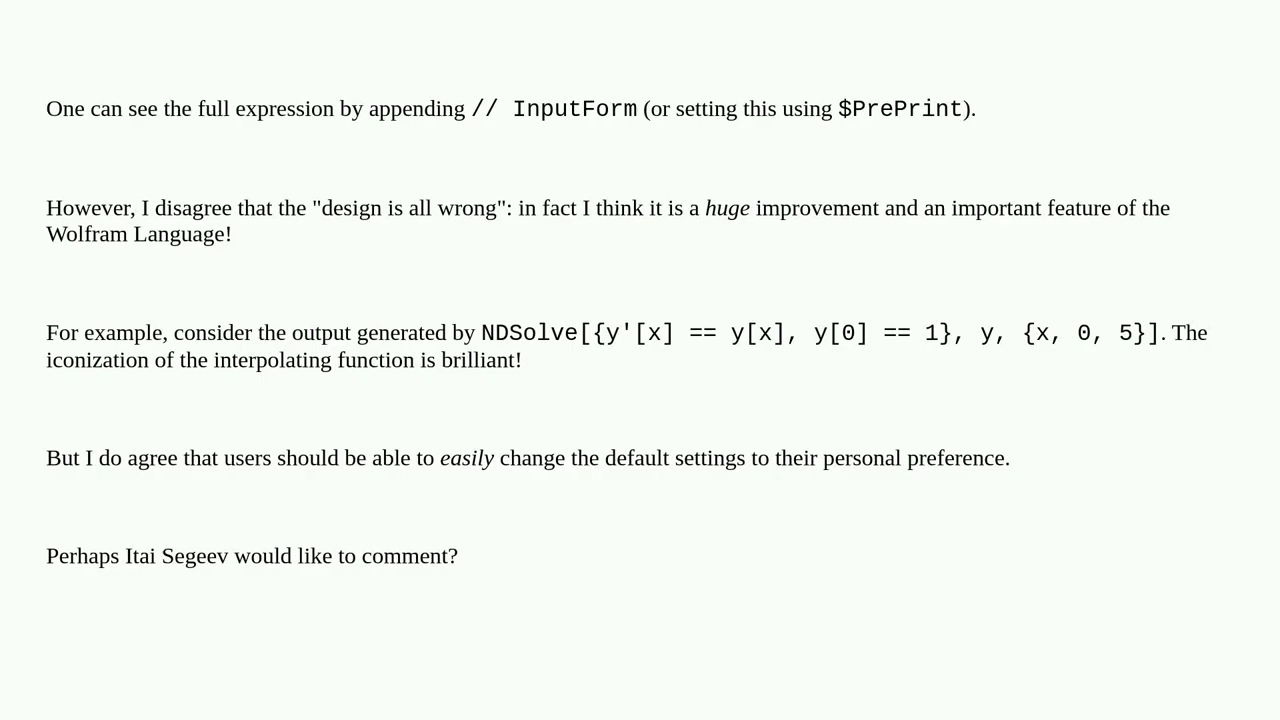 One can see the full expression by appending // InputForm (or setting this using $PrePrint).
However, I disagree that the "design is all wrong": in fact I think it is a huge improvement and an important feature of the
Wolfram Language!
For example, consider the output generated by NDSolve[{y'[x] == y[x], y[0] == 1}, y, {x, 0, 5}]. The
iconization of the interpolating function is brilliant!
But I do agree that users should be able to easily change the default settings to their personal preference.
Perhaps Itai Segeev would like to comment?